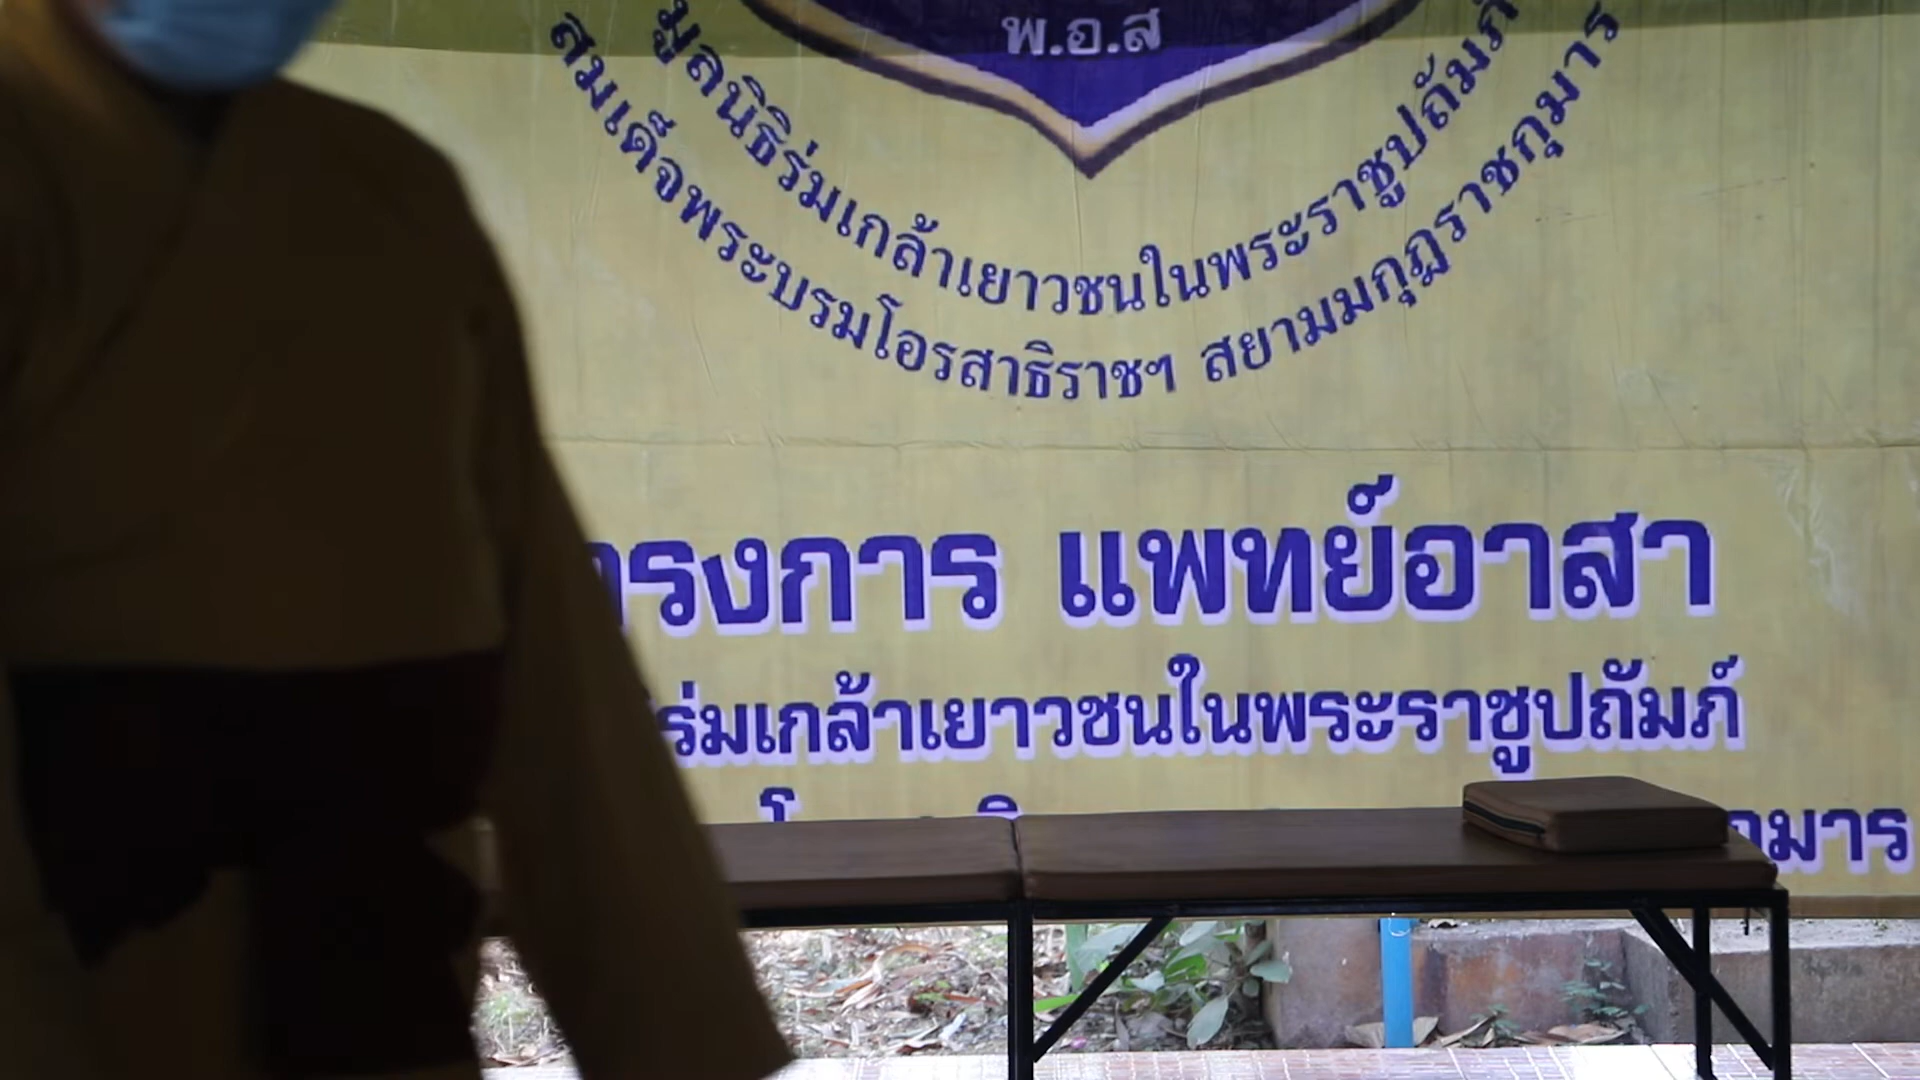 พ.อ.ส
มูลนิธิร่มเกล้าเยาวชนในพระราชูปถัมภ์
สมเด็จพระบรมโอรสาธิราชฯ สยามมกุฎราชกุมาร
โครงการ แพทย์อาสา
ร่มเกล้าเยาวชนในพระราชูปถัมภ์
มาร